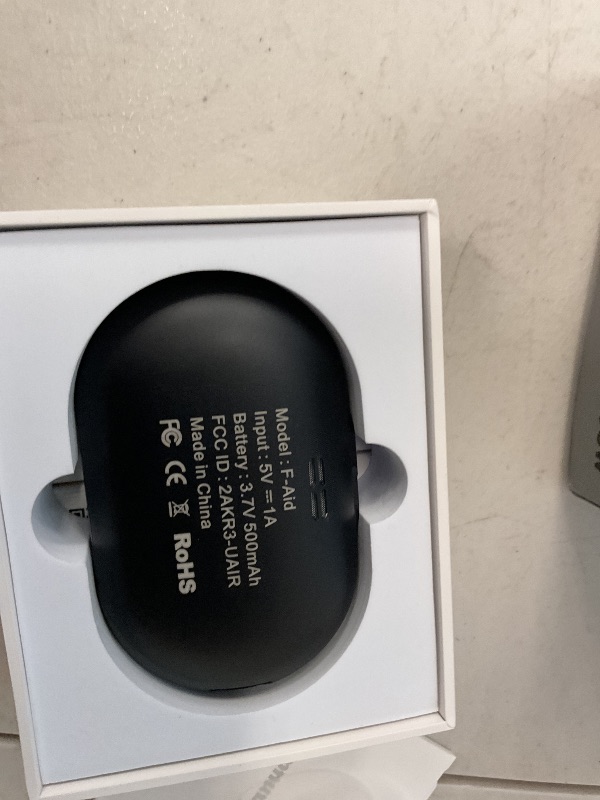 Model : F-Aid
Input : 5V ⎓ 1A
Battery : 3.7V 500mAh
FCC ID : 2AKR3-UAIR
Made in China
FC CE RoHS